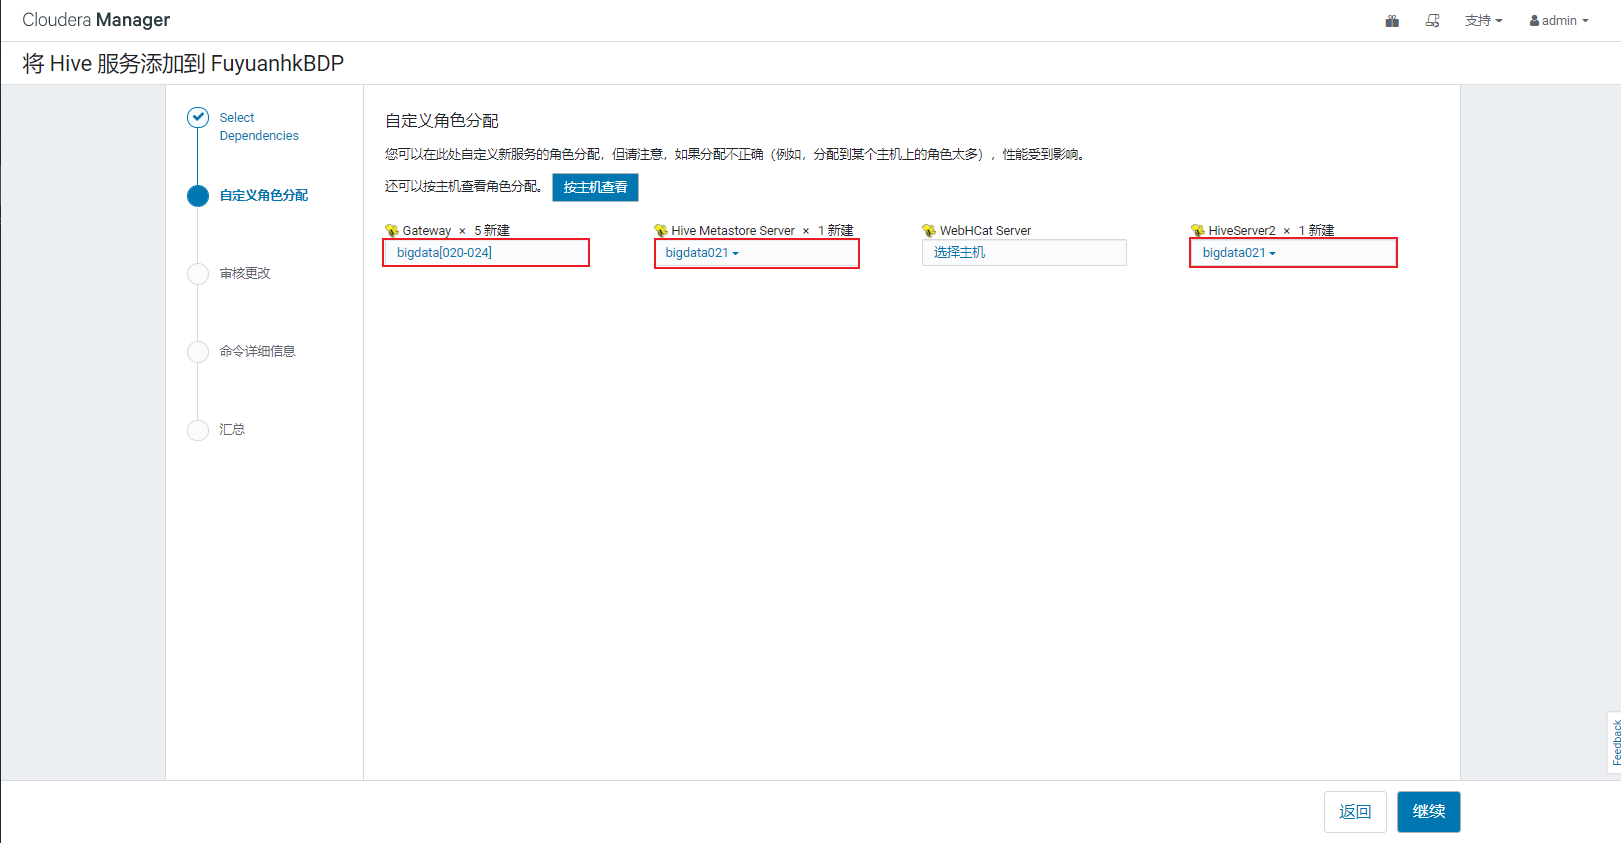 Cloudera Manager
支持
admin
将 Hive 服务添加到 FuyuanhkBDP
Select
Dependencies
自定义角色分配
审核更改
命令详细信息
汇总
自定义角色分配
您可以在此处自定义新服务的角色分配，但请注意，如果分配不正确（例如，分配到某个主机上的角色太多），性能受到影响。
还可以按主机查看角色分配。 按主机查看
Gateway × 5 新建
bigdata[020-024]
Hive Metastore Server × 1 新建
bigdata021
WebHCat Server
选择主机
HiveServer2 × 1 新建
bigdata021
Feedback
返回
继续